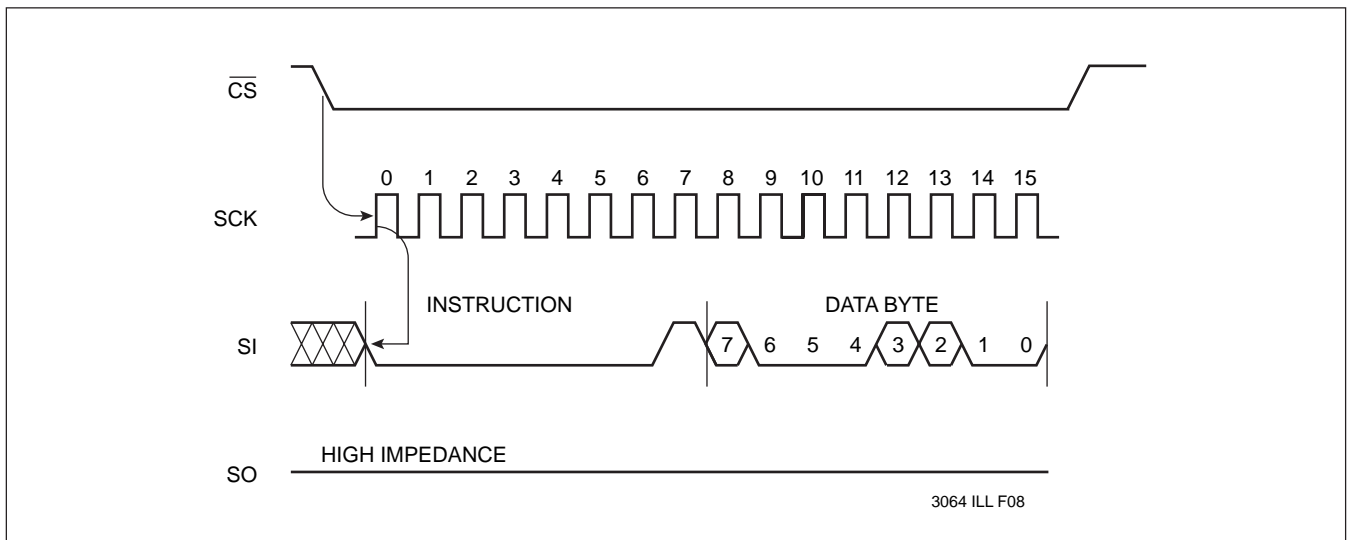 CS
0 1 2 3 4 5 6 7 8 9 10 11 12 13 14 15
SCK
INSTRUCTION DATA BYTE
SI 7 6 5 4 3 2 1 0
HIGH IMPEDANCE
SO
3064 ILL F08